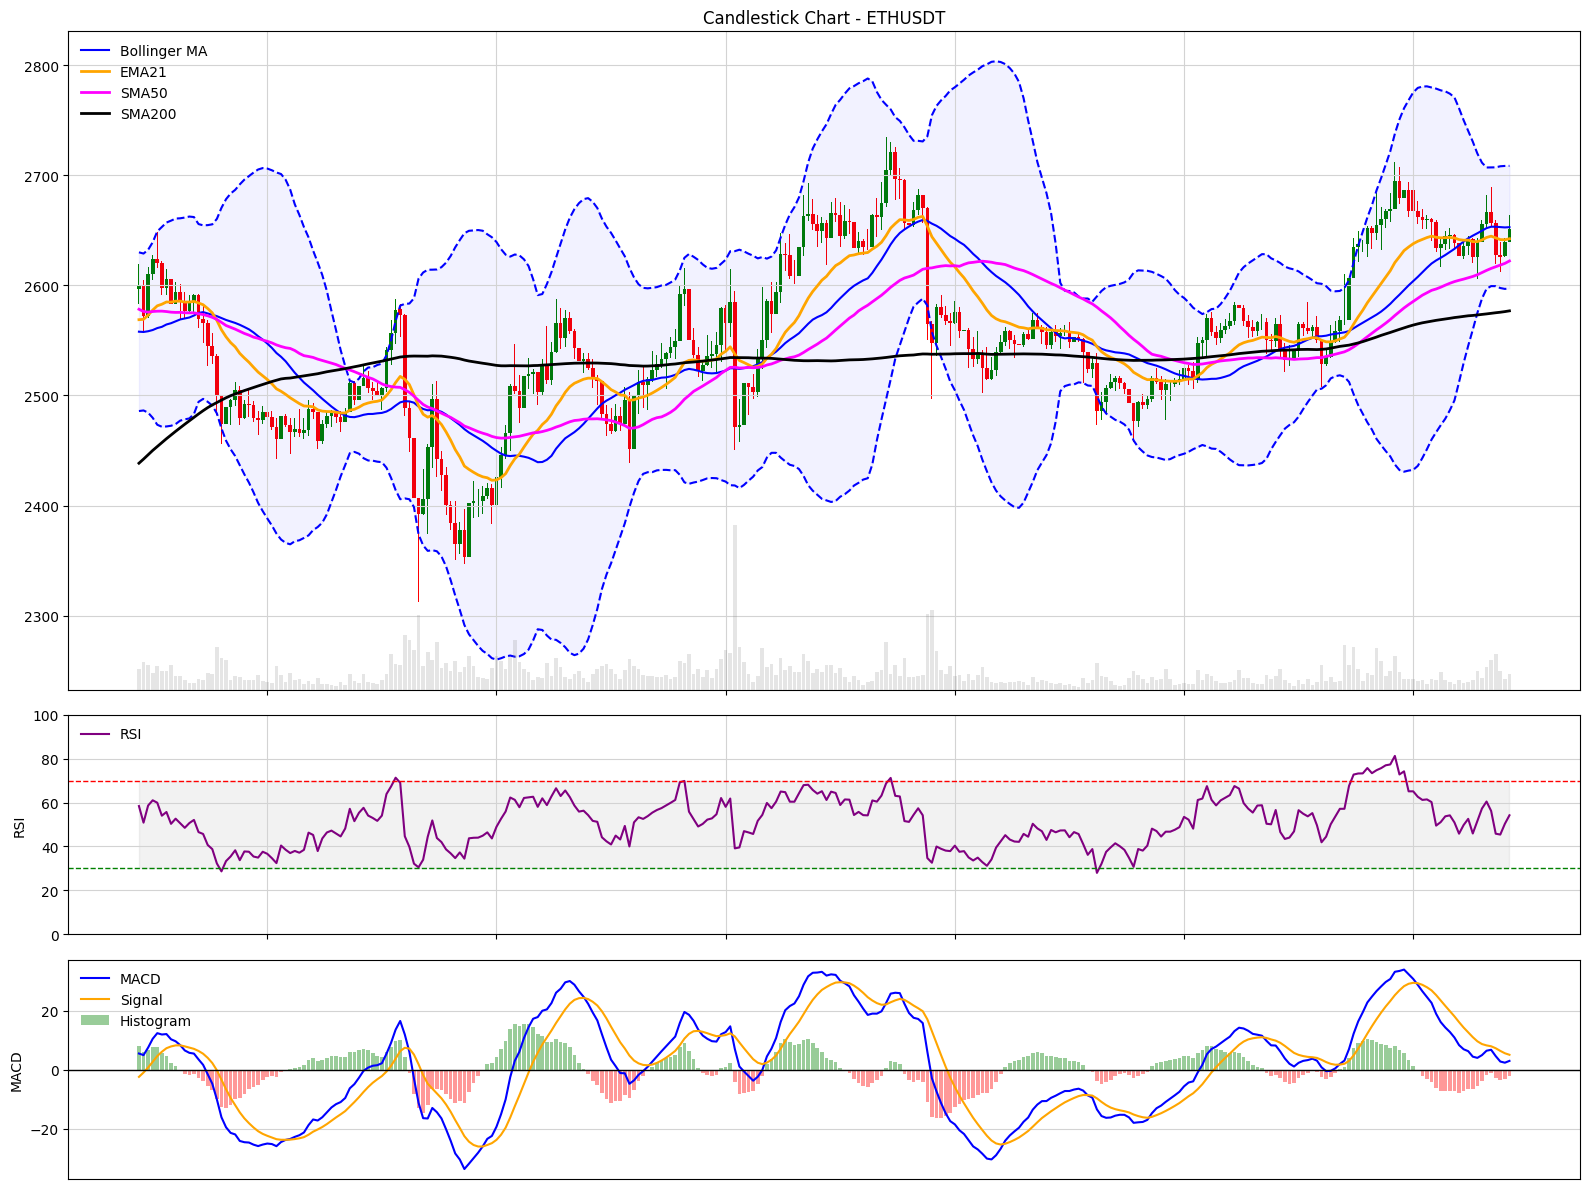 Candlestick Chart - ETHUSDT
Bollinger MA
EMA21
SMA50
SMA200
2800
2700
2600
2500
2400
2300
RSI
100
80
60
40
20
0
RSI
MACD
Signal
Histogram
20
0
−20
MACD